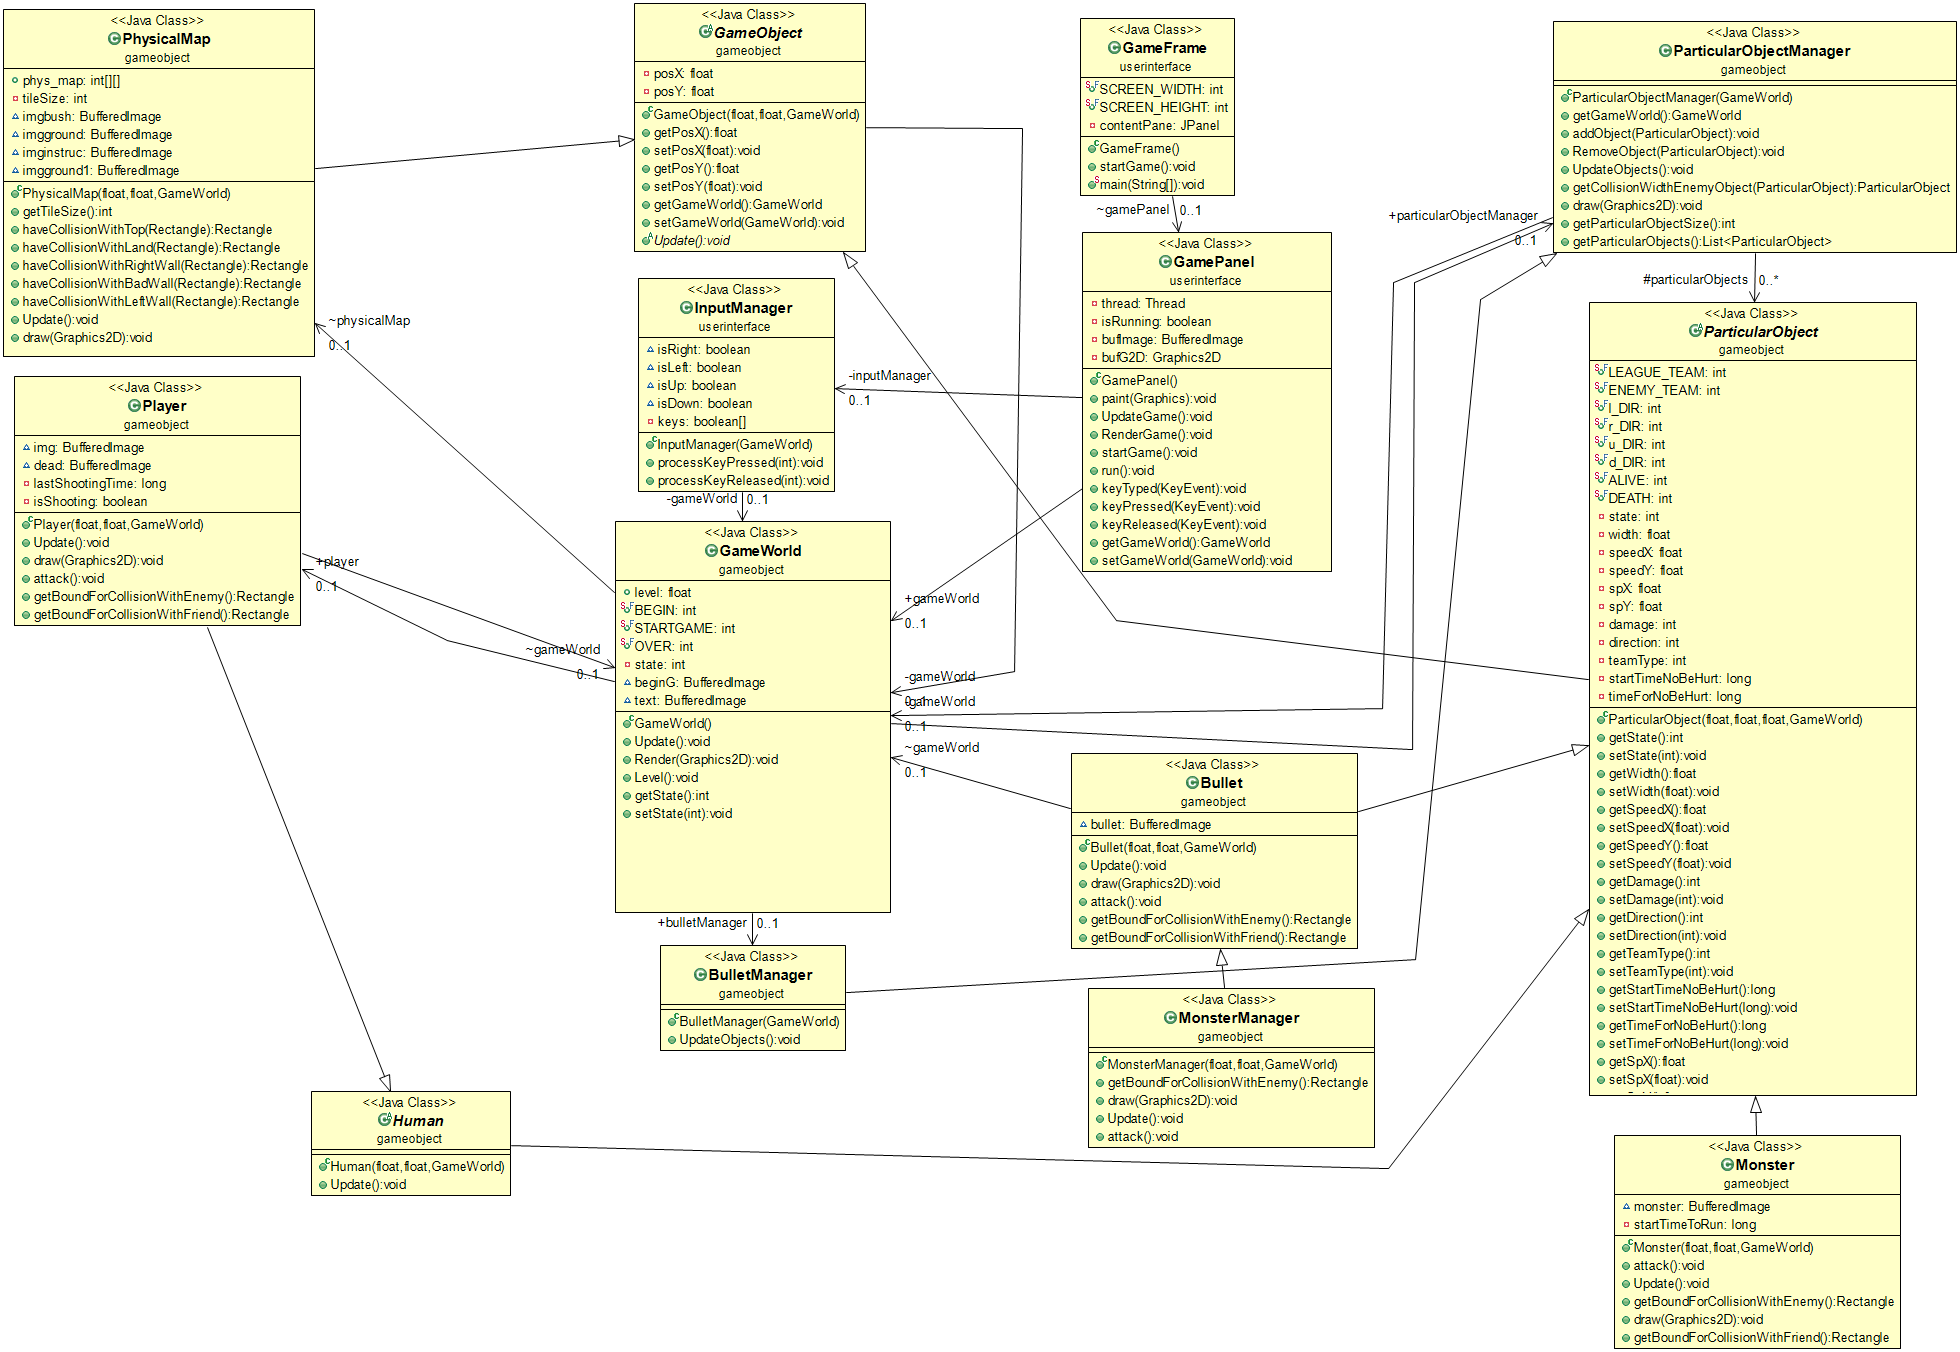 <<Java Class>>
PhysicalMap
gameobject
phys_map: int[][]
tileSize: int
imgbush: BufferedImage
imgground: BufferedImage
imginstruc: BufferedImage
imgground1: BufferedImage
PhysicalMap(float,float,GameWorld)
getTileSize():int
haveCollisionWithTop(Rectangle):Rectangle
haveCollisionWithLand(Rectangle):Rectangle
haveCollisionWithRightWall(Rectangle):Rectangle
haveCollisionWithBadWall(Rectangle):Rectangle
haveCollisionWithLeftWall(Rectangle):Rectangle
Update():void
draw(Graphics2D):void
<<Java Class>>
GameObject
gameobject
posX: float
posY: float
GameObject(float,float,GameWorld)
getPosX():float
setPosX(float):void
getPosY():float
setPosY(float):void
getGameWorld():GameWorld
setGameWorld(GameWorld):void
Update():void
<<Java Class>>
GameFrame
userinterface
SCREEN_WIDTH: int
SCREEN_HEIGHT: int
contentPane: JPanel
GameFrame()
startGame():void
main(String[]):void
~gamePanel 0..1
<<Java Class>>
ParticularObjectManager
gameobject
ParticularObjectManager(GameWorld)
getGameWorld():GameWorld
addObject(ParticularObject):void
RemoveObject(ParticularObject):void
UpdateObjects():void
getCollisionWidthEnemyObject(ParticularObject):ParticularObject
draw(Graphics2D):void
getParticularObjectSize():int
getParticularObjects():List<ParticularObject>
+particularObjectManager
0..1
#particularObjects 0..*
<<Java Class>>
GamePanel
userinterface
thread: Thread
isRunning: boolean
bufImage: BufferedImage
bufG2D: Graphics2D
GamePanel()
paint(Graphics):void
UpdateGame():void
RenderGame():void
startGame():void
run():void
keyTyped(KeyEvent):void
keyPressed(KeyEvent):void
keyReleased(KeyEvent):void
getGameWorld():GameWorld
setGameWorld(GameWorld):void
<<Java Class>>
InputManager
userinterface
isRight: boolean
isLeft: boolean
isUp: boolean
isDown: boolean
keys: boolean[]
InputManager(GameWorld)
processKeyPressed(int):void
processKeyReleased(int):void
-inputManager
0..1
-gameWorld 0..1
~physicalMap
0..1
<<Java Class>>
Player
gameobject
img: BufferedImage
dead: BufferedImage
lastShootingTime: long
isShooting: boolean
Player(float,float,GameWorld)
Update():void
draw(Graphics2D):void
attack():void
getBoundForCollisionWithEnemy():Rectangle
getBoundForCollisionWithFriend():Rectangle
+player
0..1
~gameWorld
0..1
<<Java Class>>
GameWorld
gameobject
level: float
BEGIN: int
STARTGAME: int
OVER: int
state: int
beginG: BufferedImage
text: BufferedImage
GameWorld()
Update():void
Render(Graphics2D):void
Level():void
getState():int
setState(int):void
+gameWorld
0..1
-gameWorld
0..1
-gameWorld
0..1
~gameWorld
0..1
+bulletManager 0..1
<<Java Class>>
ParticularObject
gameobject
LEAGUE_TEAM: int
ENEMY_TEAM: int
l_DIR: int
r_DIR: int
u_DIR: int
d_DIR: int
ALIVE: int
DEATH: int
state: int
width: float
speedX: float
speedY: float
spX: float
spY: float
damage: int
direction: int
teamType: int
startTimeNoBeHurt: long
timeForNoBeHurt: long
ParticularObject(float,float,float,GameWorld)
getState():int
setState(int):void
getWidth():float
setWidth(float):void
getSpeedX():float
setSpeedX(float):void
getSpeedY():float
setSpeedY(float):void
getDamage():int
setDamage(int):void
getDirection():int
setDirection(int):void
getTeamType():int
setTeamType(int):void
getStartTimeNoBeHurt():long
setStartTimeNoBeHurt(long):void
getTimeForNoBeHurt():long
setTimeForNoBeHurt(long):void
getSpX():float
setSpX(float):void
<<Java Class>>
Bullet
gameobject
bullet: BufferedImage
Bullet(float,float,GameWorld)
Update():void
draw(Graphics2D):void
attack():void
getBoundForCollisionWithEnemy():Rectangle
getBoundForCollisionWithFriend():Rectangle
<<Java Class>>
BulletManager
gameobject
BulletManager(GameWorld)
UpdateObjects():void
<<Java Class>>
MonsterManager
gameobject
MonsterManager(float,float,GameWorld)
getBoundForCollisionWithEnemy():Rectangle
draw(Graphics2D):void
Update():void
attack():void
<<Java Class>>
Human
gameobject
Human(float,float,GameWorld)
Update():void
<<Java Class>>
Monster
gameobject
monster: BufferedImage
startTimeToRun: long
Monster(float,float,GameWorld)
attack():void
Update():void
getBoundForCollisionWithEnemy():Rectangle
draw(Graphics2D):void
getBoundForCollisionWithFriend():Rectangle